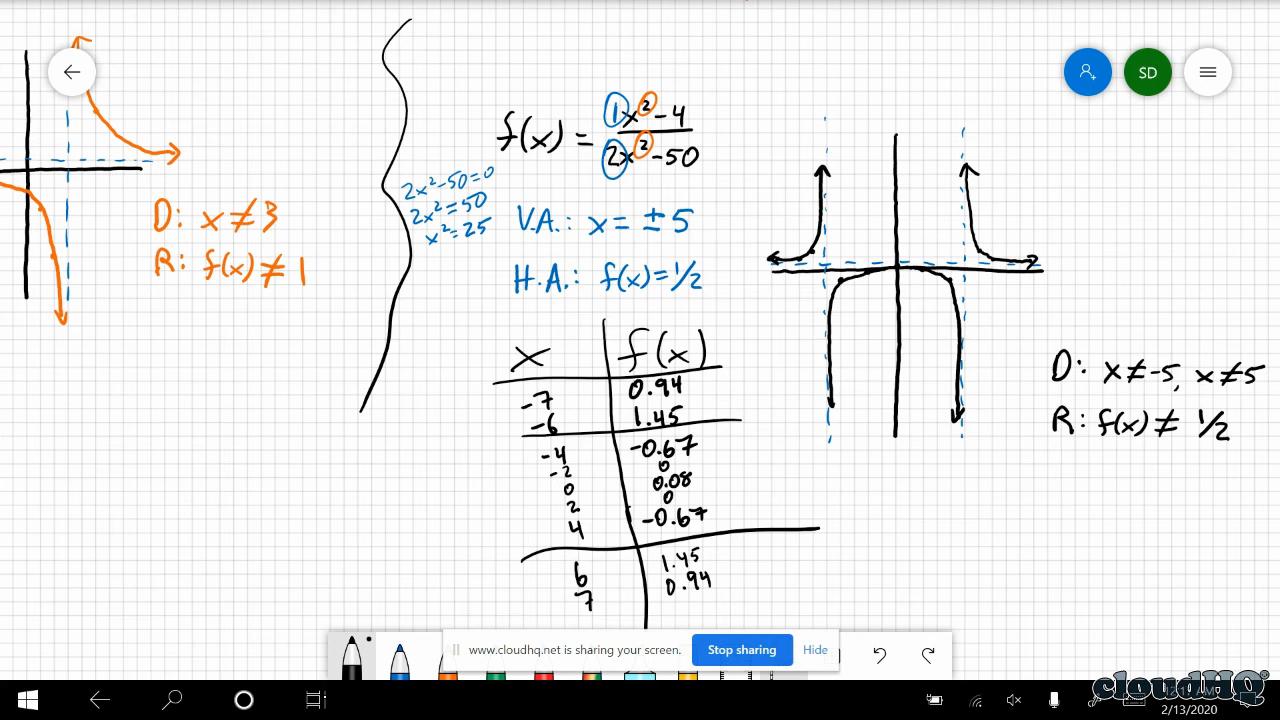 SD
f(x) = (1x² - 4)/(2x² - 50)
2x² - 50 = 0
2x² = 50
x² = 25
V.A.: x = ± 5
H.A.: f(x) = 1/2
D: x ≠ 3
R: f(x) ≠ 1
x f(x)
-7 0.94
-6 1.45
-4 -0.67
-2 0
0 0.08
2 0
4 -0.67
6 1.45
7 0.94
D: x ≠ -5, x ≠ 5
R: f(x) ≠ 1/2
www.cloudhq.net is sharing your screen. Stop sharing Hide
cloudHQ
2/13/2020